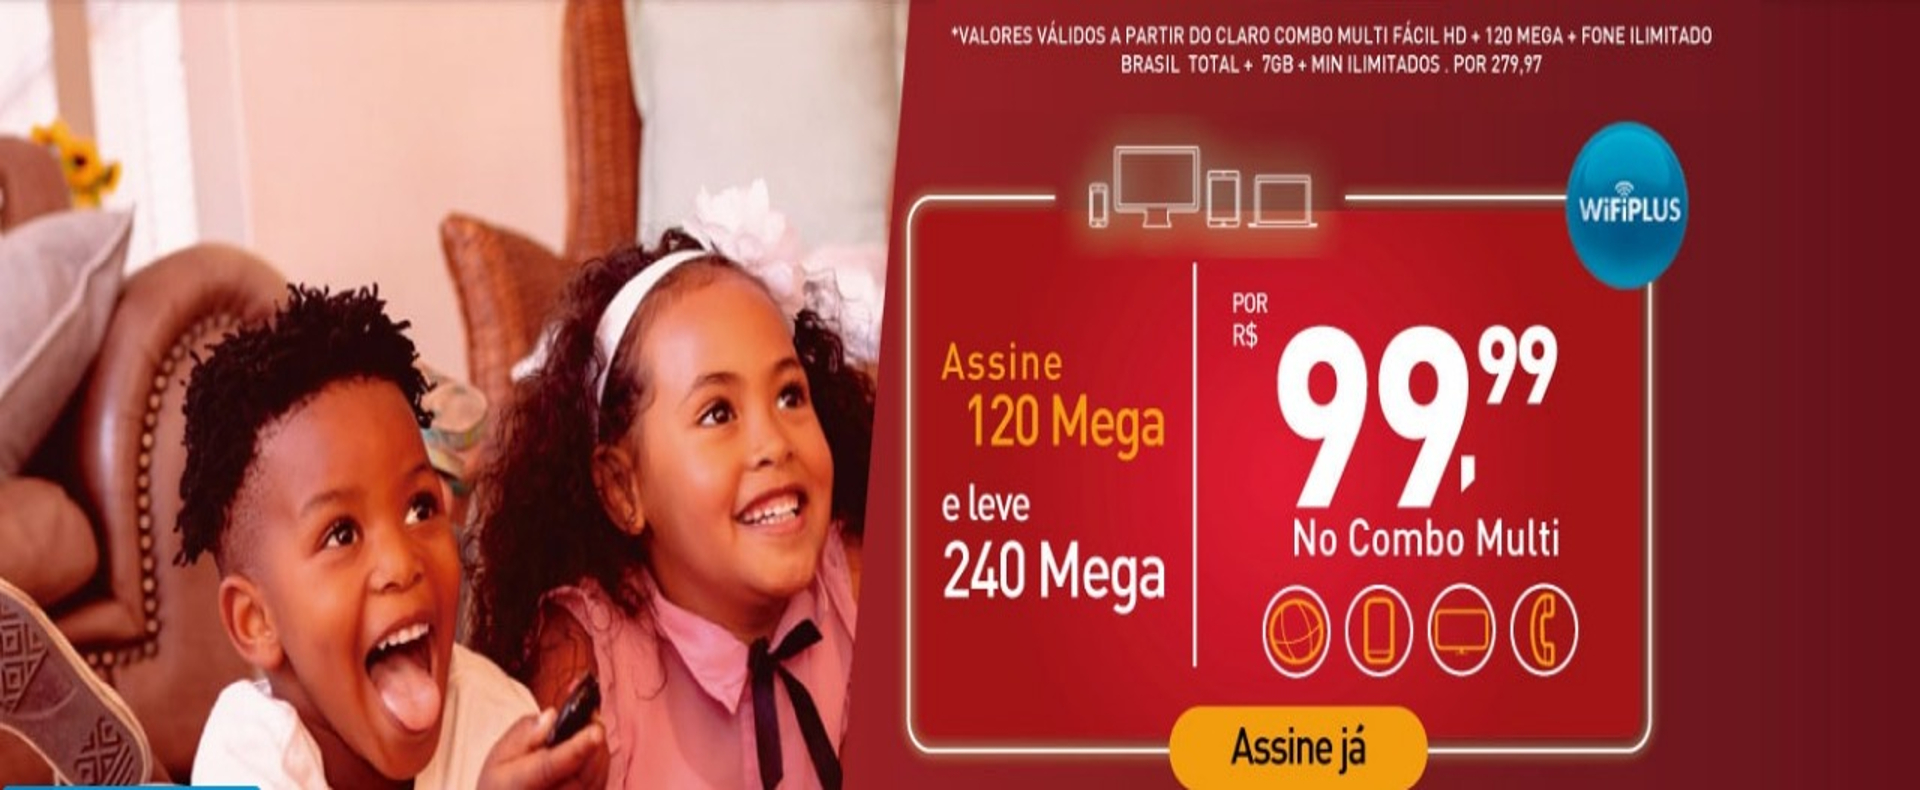 *VALORES VÁLIDOS A PARTIR DO CLARO COMBO MULTI FÁCIL HD + 120 MEGA + FONE ILIMITADO
BRASIL TOTAL + 7GB + MIN ILIMITADOS . POR 279,97
WiFiPLUS
Assine
120 Mega
e leve
240 Mega
POR
R$
99,99
No Combo Multi
Assine já